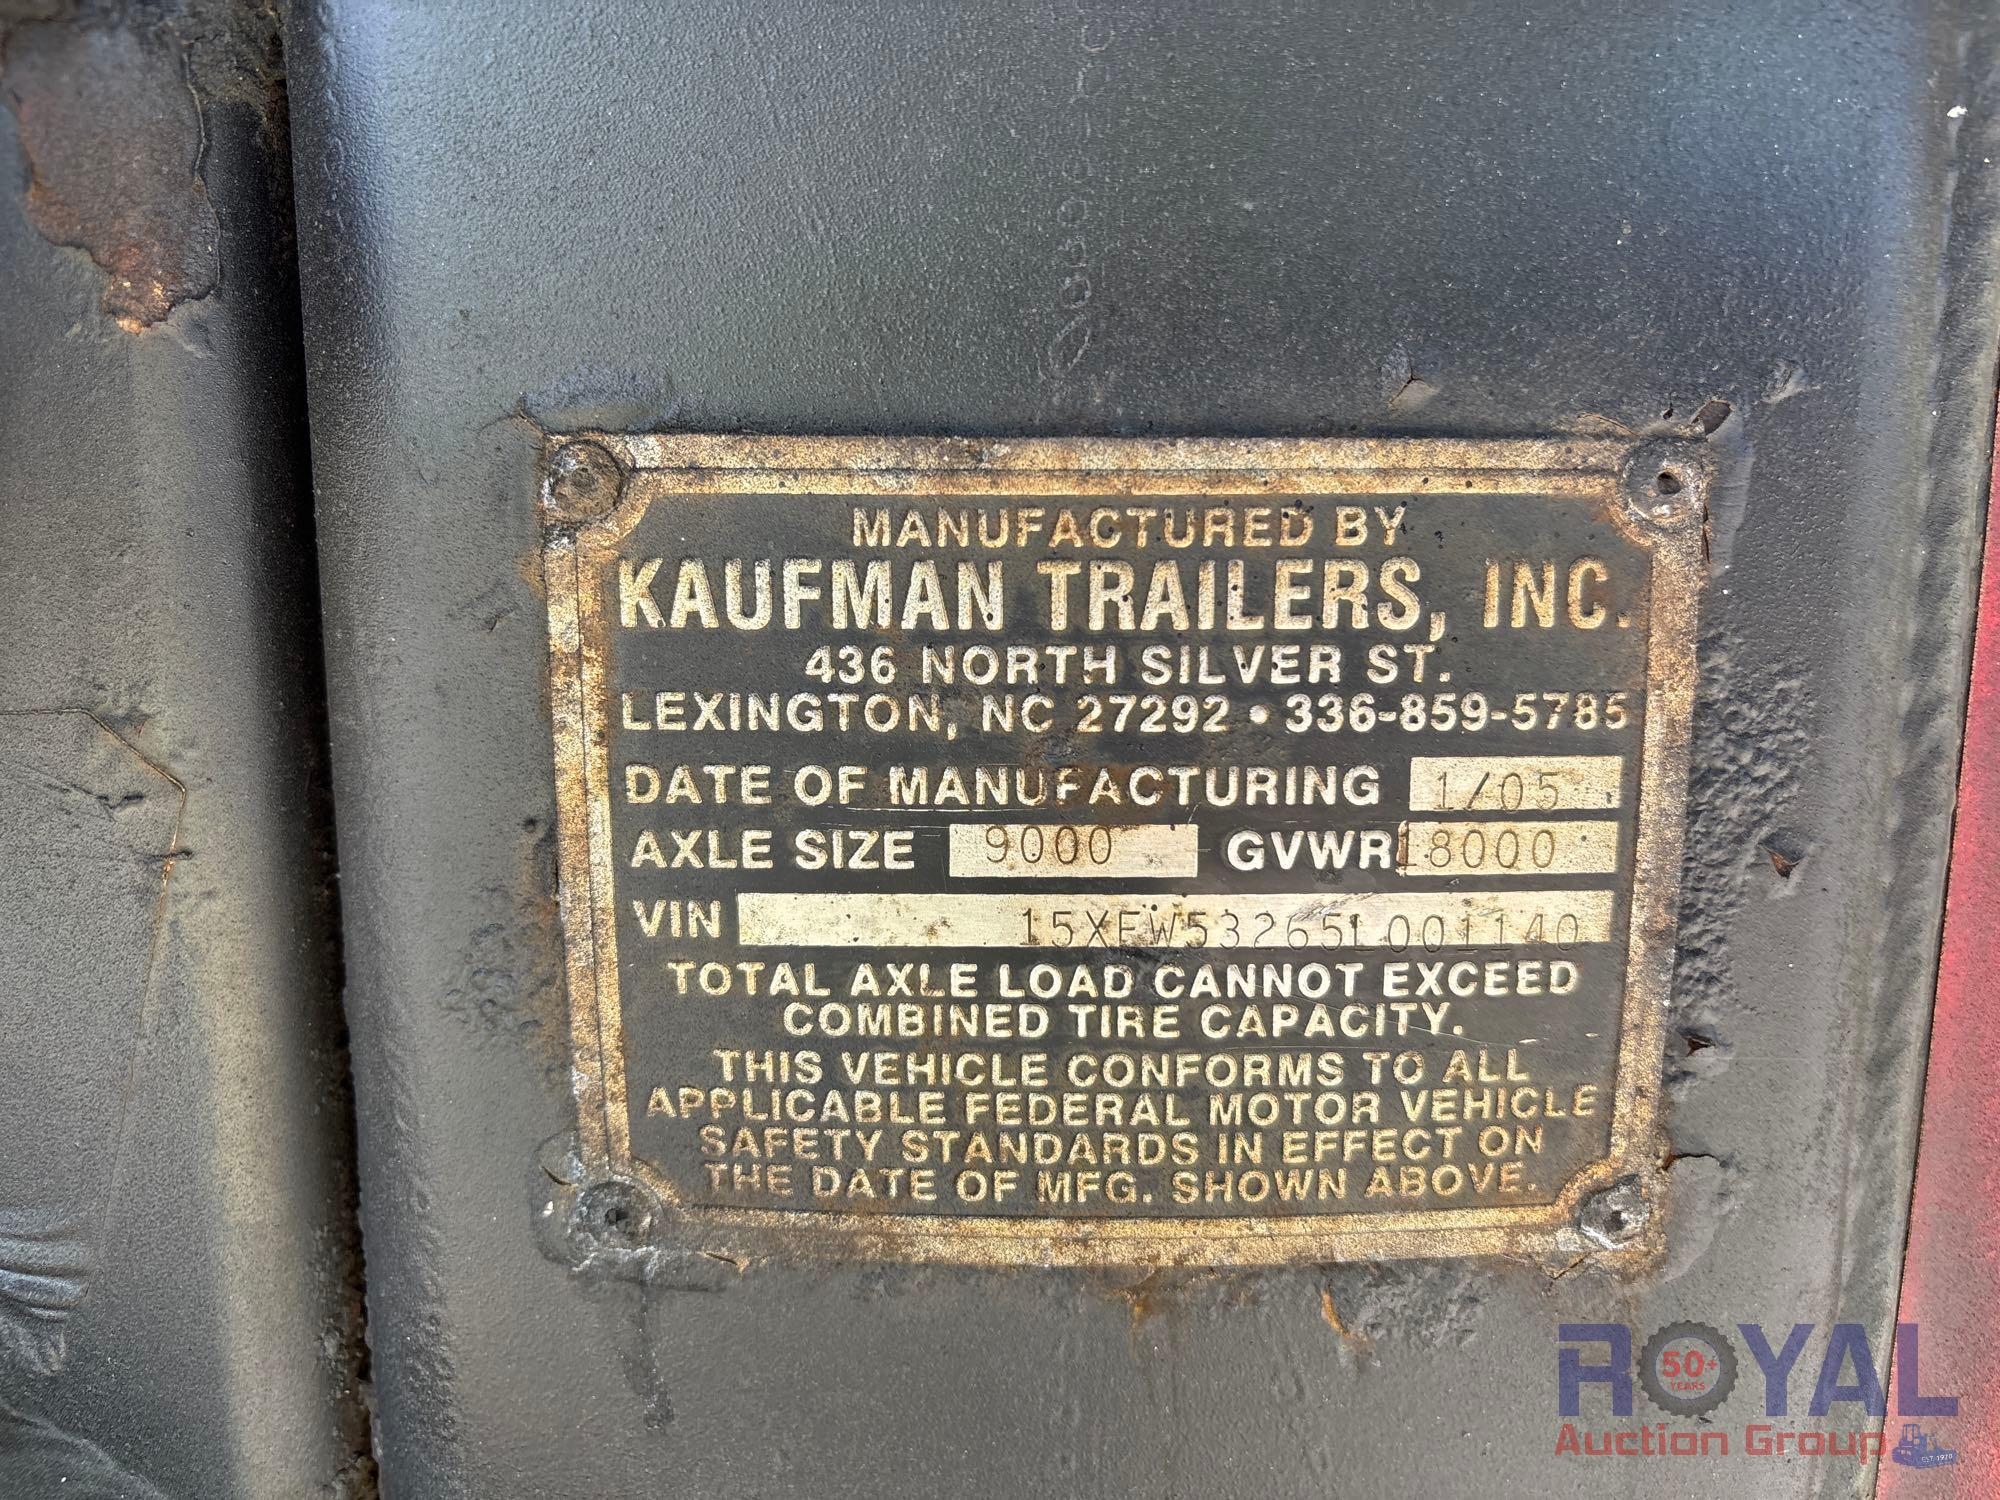 MANUFACTURED BY
KAUFMAN TRAILERS, INC.
436 NORTH SILVER ST.
LEXINGTON, NC 27292 • 336-859-5785
DATE OF MANUFACTURING 1/05
AXLE SIZE 9000 GVWR 18000
VIN 15XFW53265L001140
TOTAL AXLE LOAD CANNOT EXCEED
COMBINED TIRE CAPACITY.
THIS VEHICLE CONFORMS TO ALL
APPLICABLE FEDERAL MOTOR VEHICLE
SAFETY STANDARDS IN EFFECT ON
THE DATE OF MFG. SHOWN ABOVE.
ROYAL
50+
YEARS
Auction Group
EST. 1970